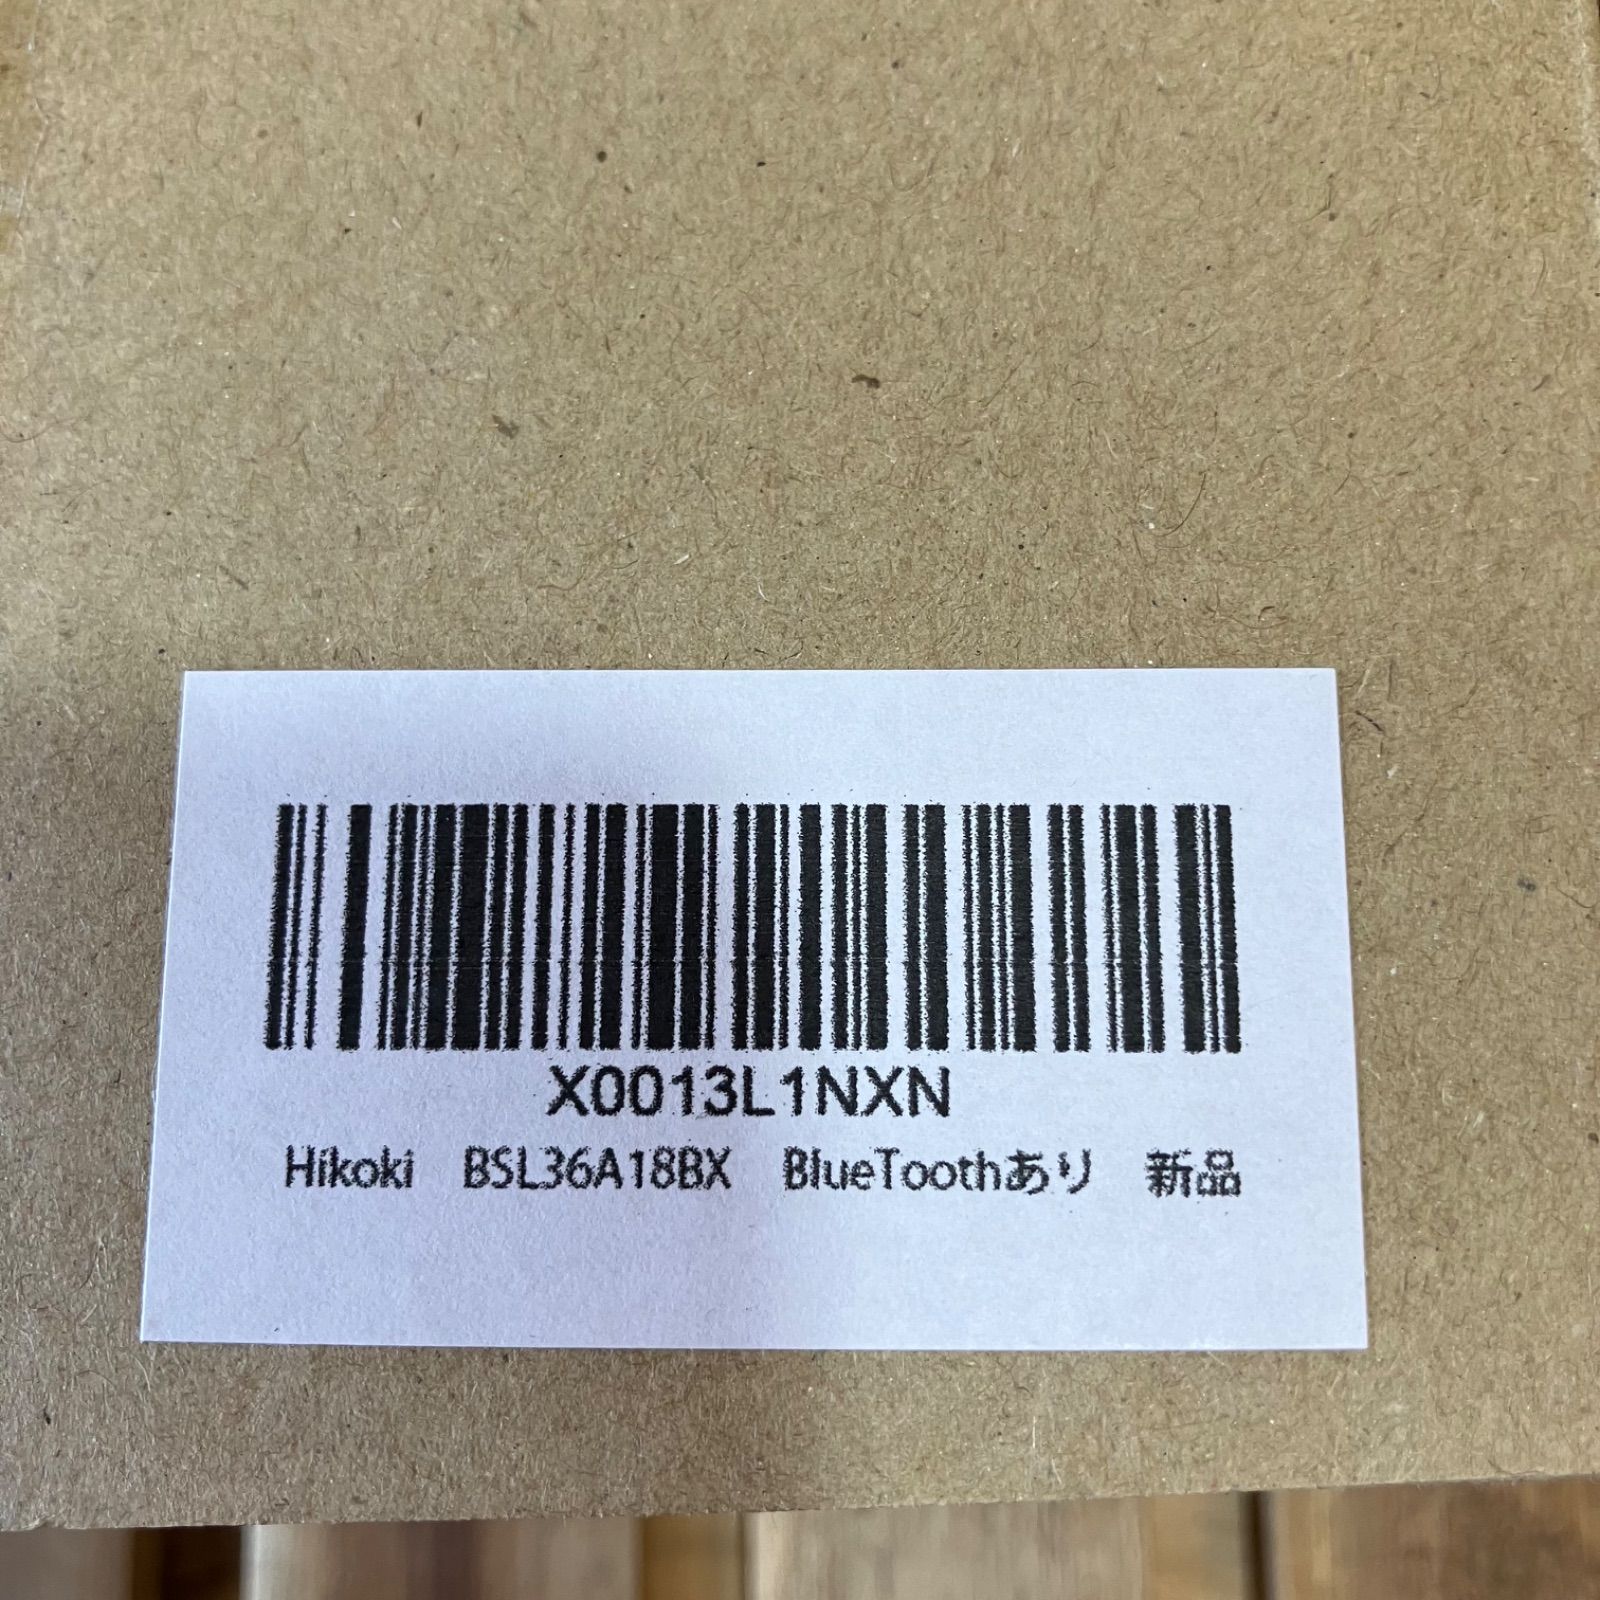 X0013L1NXN
Hikoki　BSL36A18BX　BlueToothあり　新品